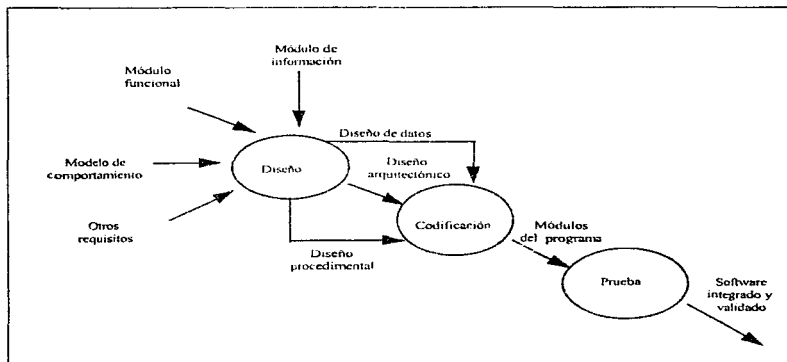 Módulo de
información
Módulo
funcional
Diseño de datos
Modelo de
comportamiento
Diseño
Diseño
arquitectónico
Otros
requisitos
Codificación
Módulos
del programa
Diseño
procedimental
Prueba
Software
integrado y
validado